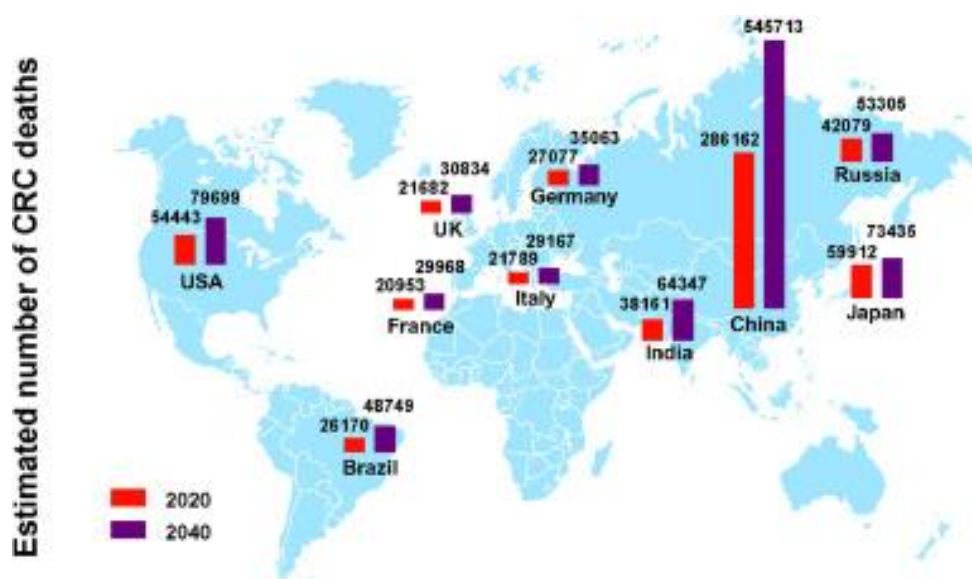 Estimated number of CRC deaths
545713
286162
China
53305
42079
Russia
35063
27077
Germany
30834
21682
UK
79699
54443
USA
73435
59912
Japan
29167
21789
Italy
29968
20953
France
64347
38161
India
48749
26170
Brazil
2020
2040